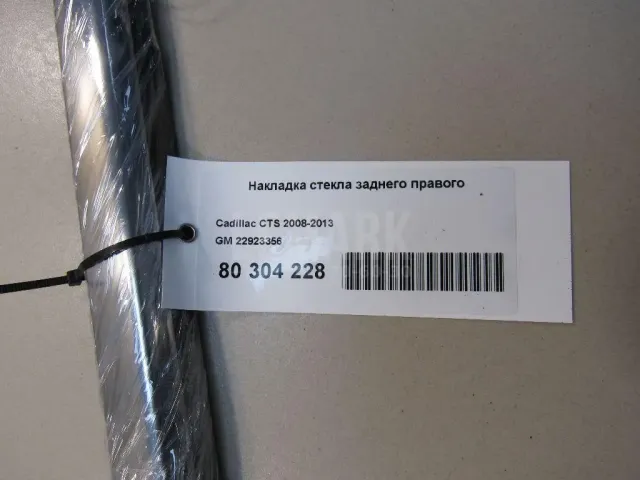 Накладка стекла заднего правого
Cadillac CTS 2008-2013
GM 22923356
80 304 228